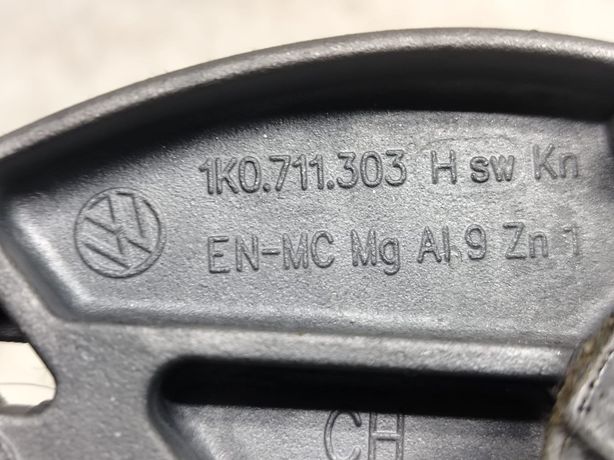 1K0.711.303 H sw Kn
EN-MC Mg Al 9 Zn 1
CH